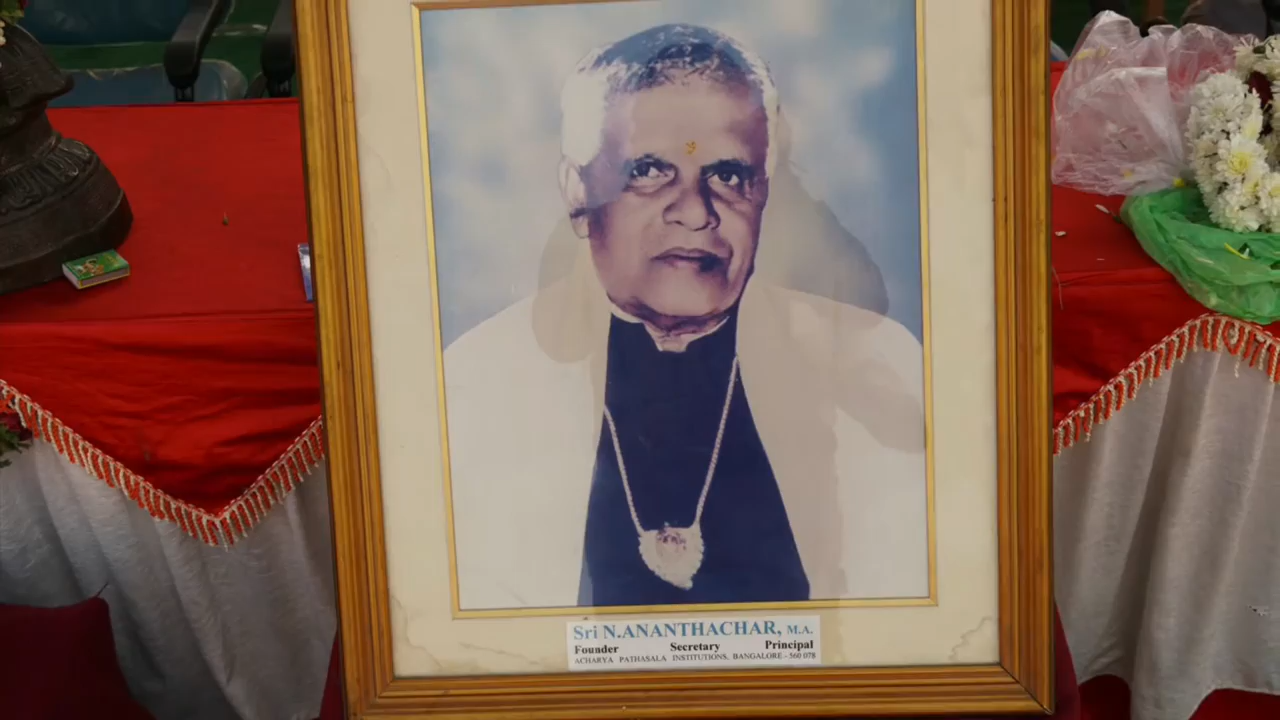 Sri N.ANANTHACHAR, M.A.
Founder Secretary Principal
ACHARYA PATHASALA INSTITUTIONS, BANGALORE - 560 078